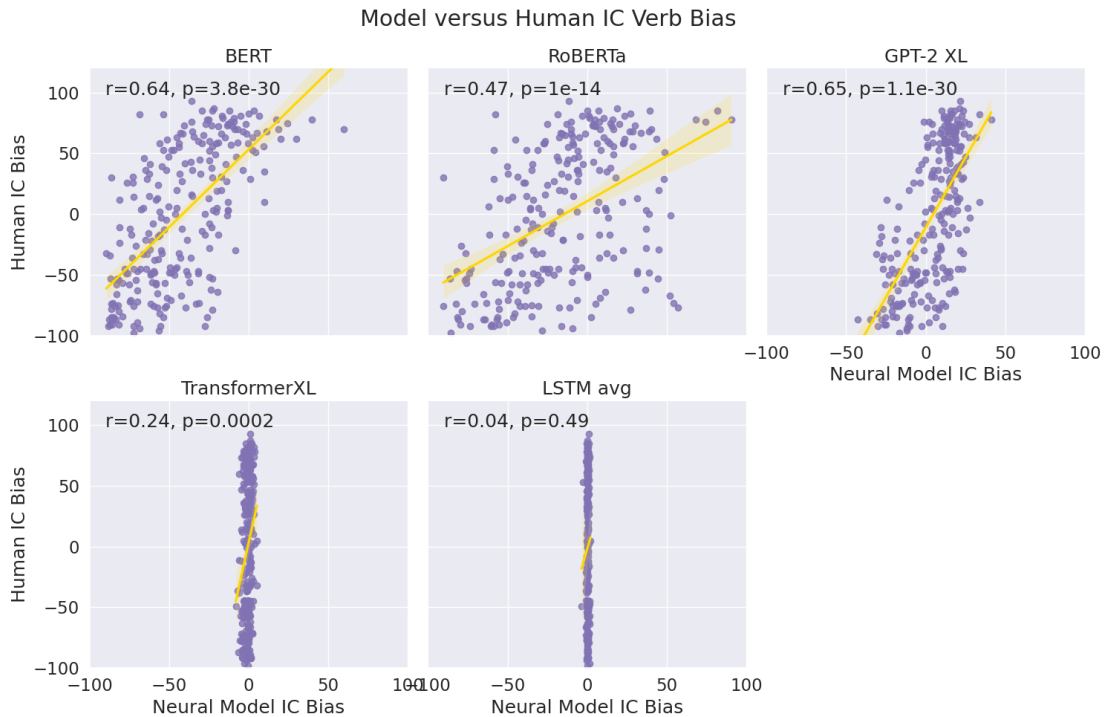 Model versus Human IC Verb Bias
BERT
RoBERTa
GPT-2 XL
r=0.64, p=3.8e-30
r=0.47, p=1e-14
r=0.65, p=1.1e-30
Human IC Bias
100
50
0
−50
−100
−100
−50
0
50
100
Neural Model IC Bias
TransformerXL
LSTM avg
r=0.24, p=0.0002
r=0.04, p=0.49
Human IC Bias
100
50
0
−50
−100
−100
−50
0
50
100
−100
−50
0
50
100
Neural Model IC Bias
Neural Model IC Bias